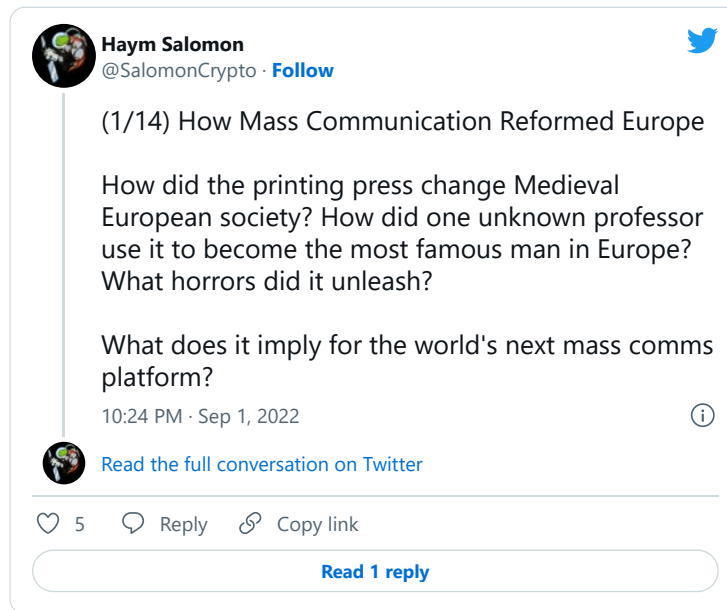 Haym Salomon
@SalomonCrypto · Follow
(1/14) How Mass Communication Reformed Europe
How did the printing press change Medieval
European society? How did one unknown professor
use it to become the most famous man in Europe?
What horrors did it unleash?
What does it imply for the world's next mass comms
platform?
10:24 PM · Sep 1, 2022
Read the full conversation on Twitter
5 Reply Copy link
Read 1 reply